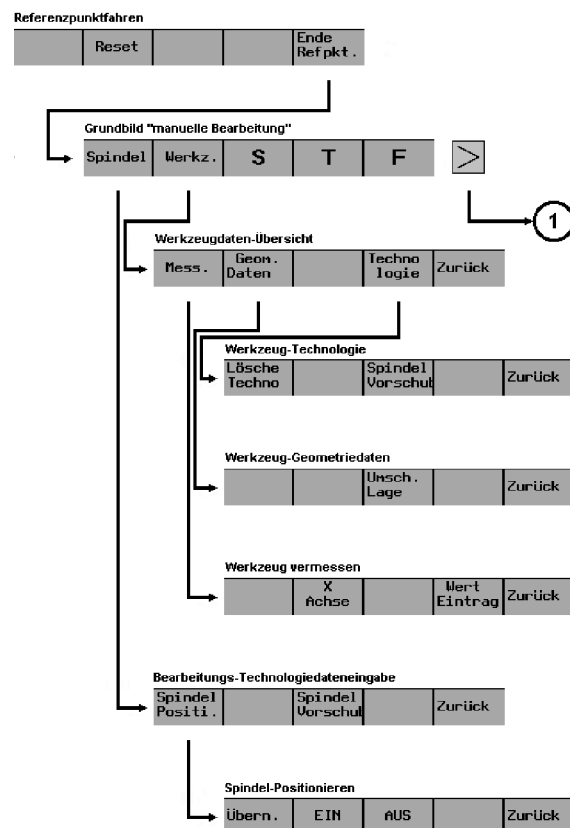 Referenzpunktfahren
Reset
Ende
Refpkt.
Grundbild "manuelle Bearbeitung"
Spindel Werkz. S T F >
1
Werkzeugdaten-Übersicht
Mess.
Geom.
Daten
Techno
logie
Zurück
Werkzeug-Technologie
Lösche
Techno
Spindel
Vorschub
Zurück
Werkzeug-Geometriedaten
Umsch.
Lage
Zurück
Werkzeug vermessen
X
Achse
Wert
Eintrag
Zurück
Bearbeitungs-Technologiedateneingabe
Spindel
Positi.
Spindel
Vorschub
Zurück
Spindel-Positionieren
Übern. EIN AUS Zurück